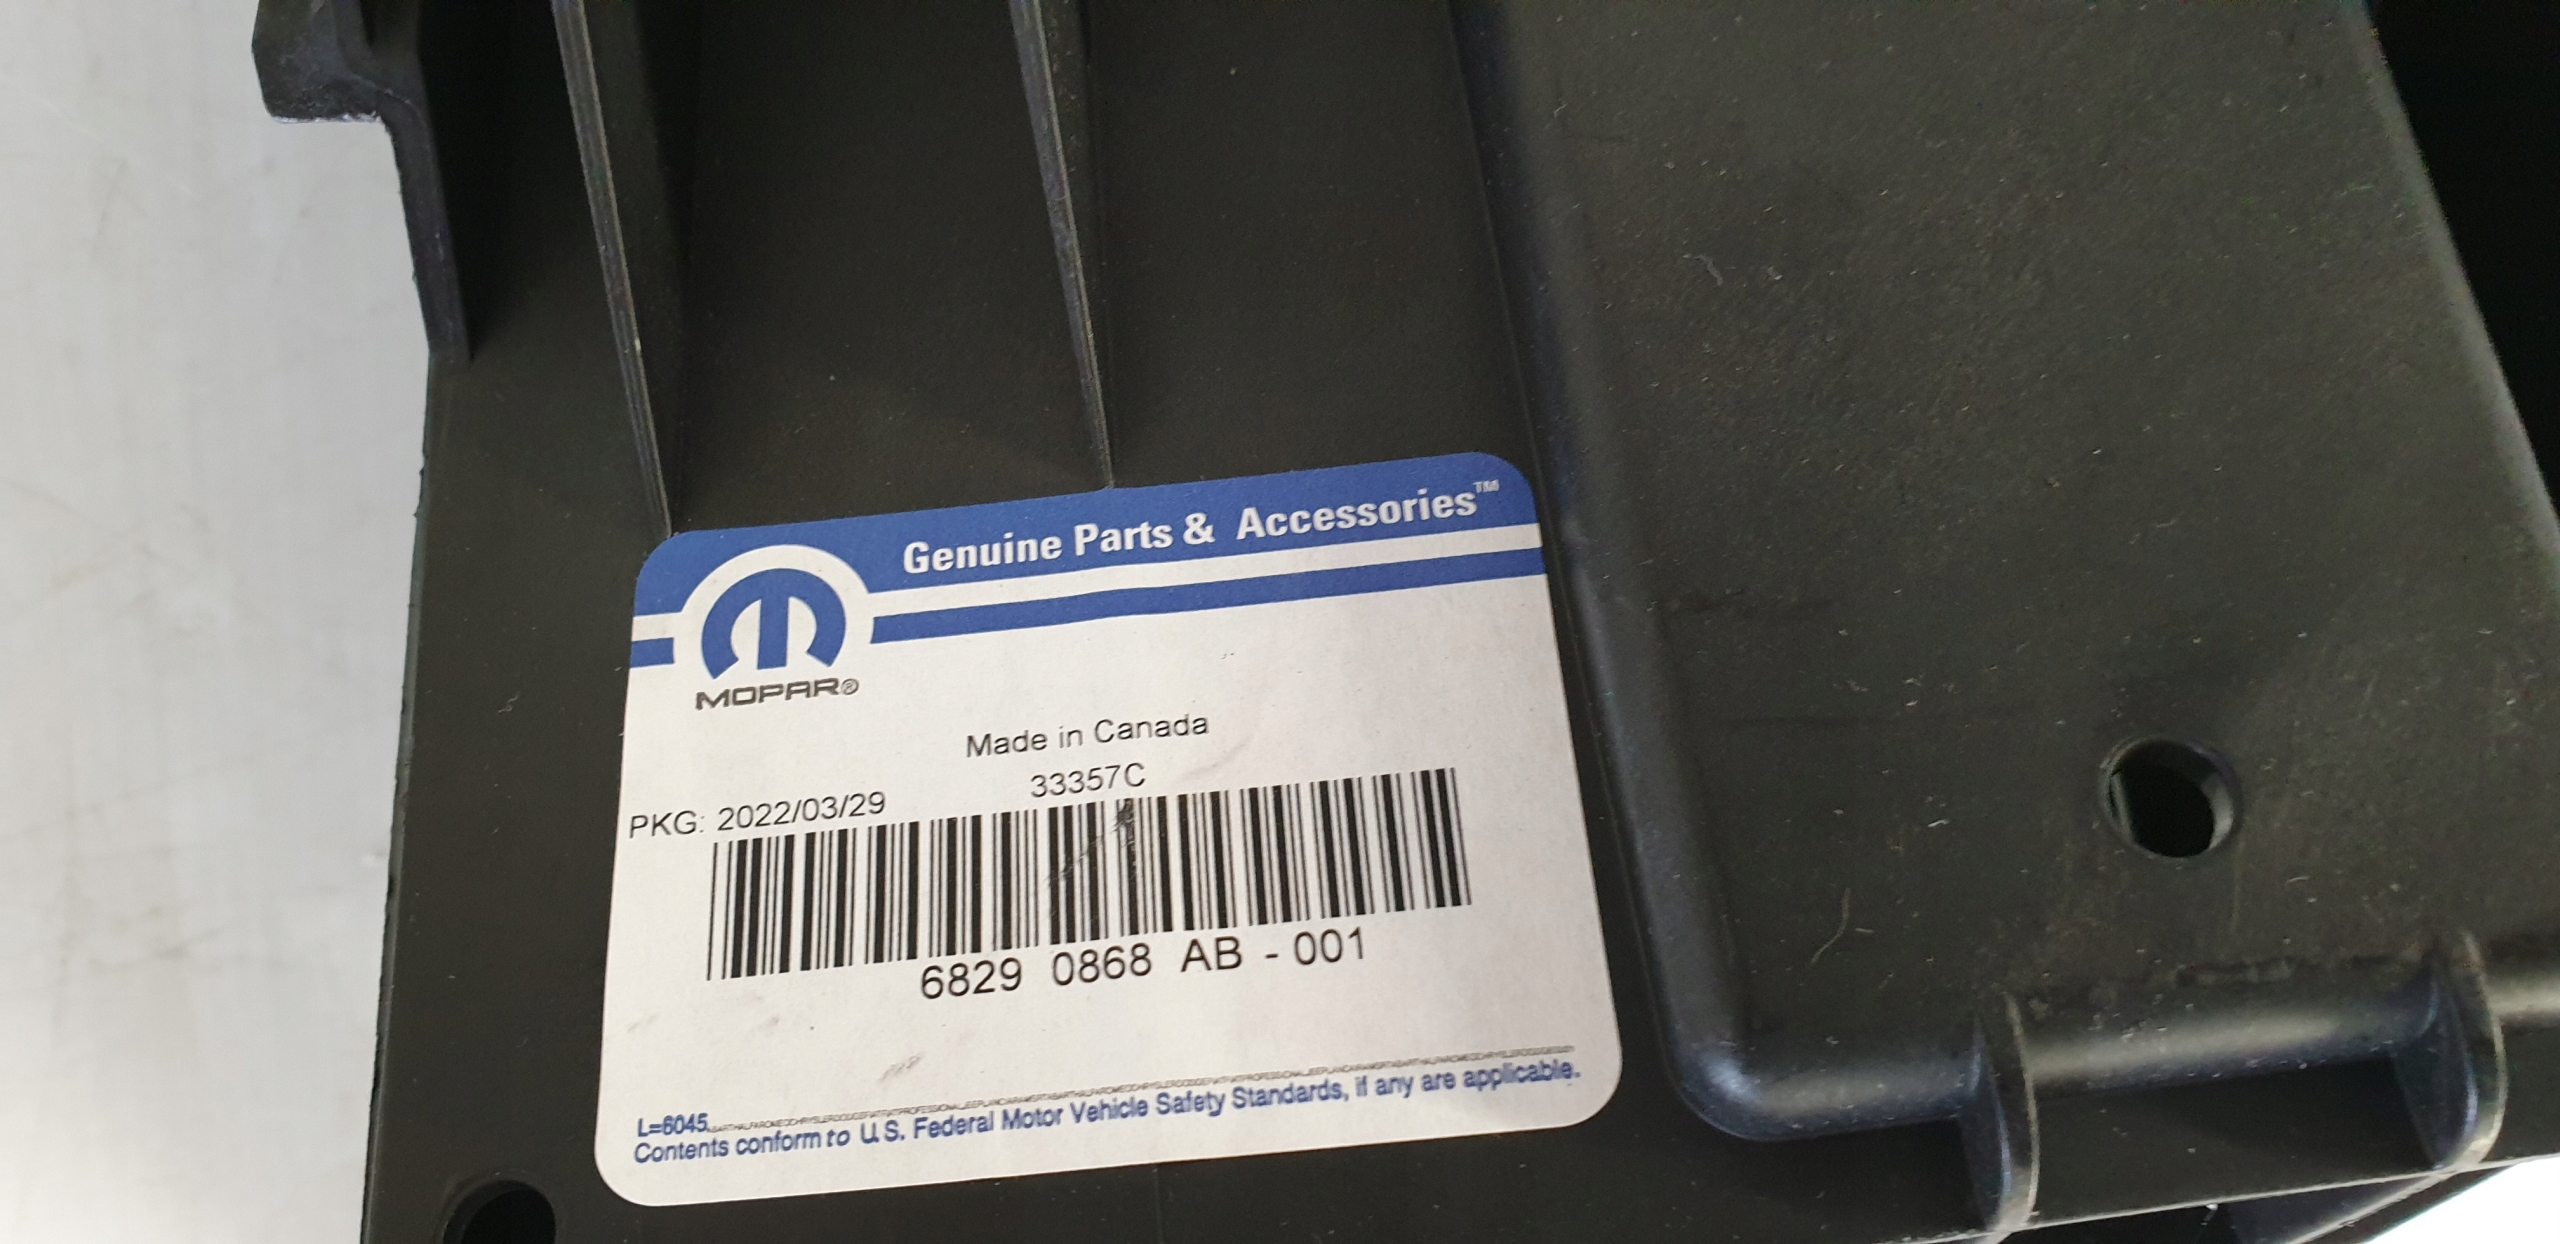 Genuine Parts & Accessories™
MOPAR®
Made in Canada
33357C
PKG: 2022/03/29
6829 0868 AB - 001
L=6045
Contents conform to U.S. Federal Motor Vehicle Safety Standards, if any are applicable.